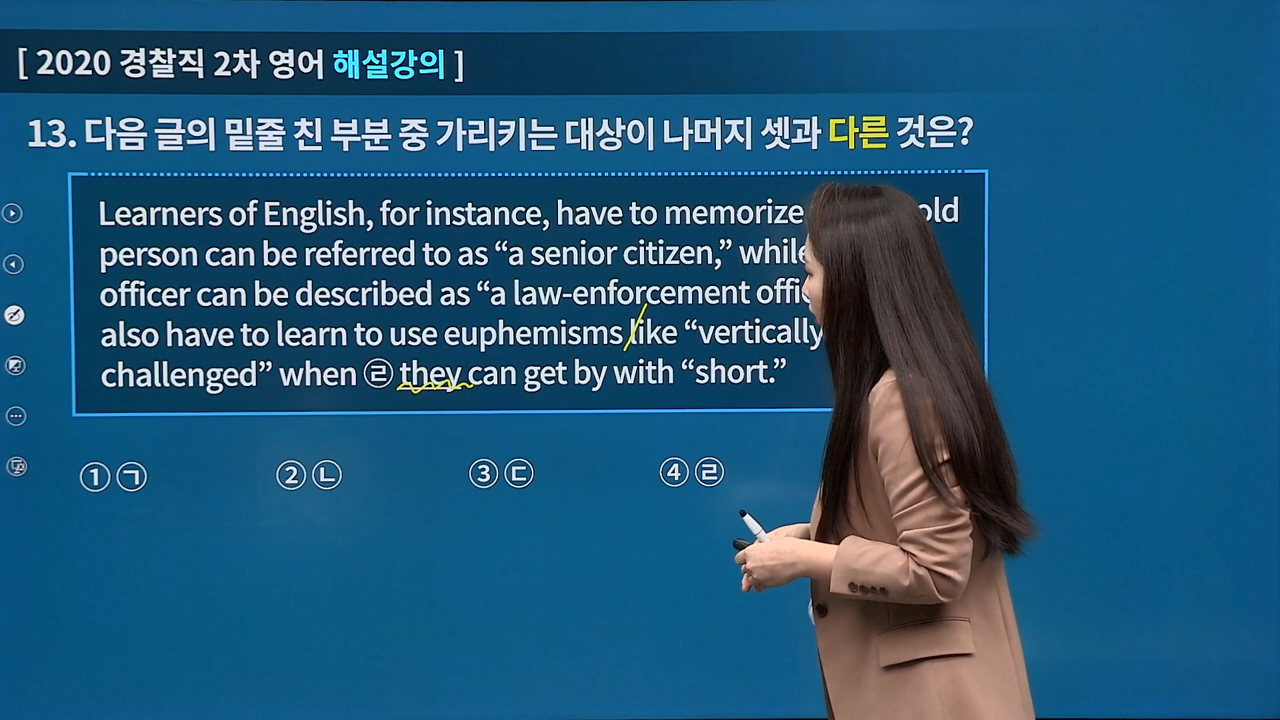 [ 2020 경찰직 2차 영어 해설강의 ]
13. 다음 글의 밑줄 친 부분 중 가리키는 대상이 나머지 셋과 다른 것은?
Learners of English, for instance, have to memorize old
person can be referred to as “a senior citizen,” while
officer can be described as “a law-enforcement
also have to learn to use euphemisms like “vertically
challenged” when ㉣ they can get by with “short.”
① ㉠ ② ㉡ ③ ㉢ ④ ㉣